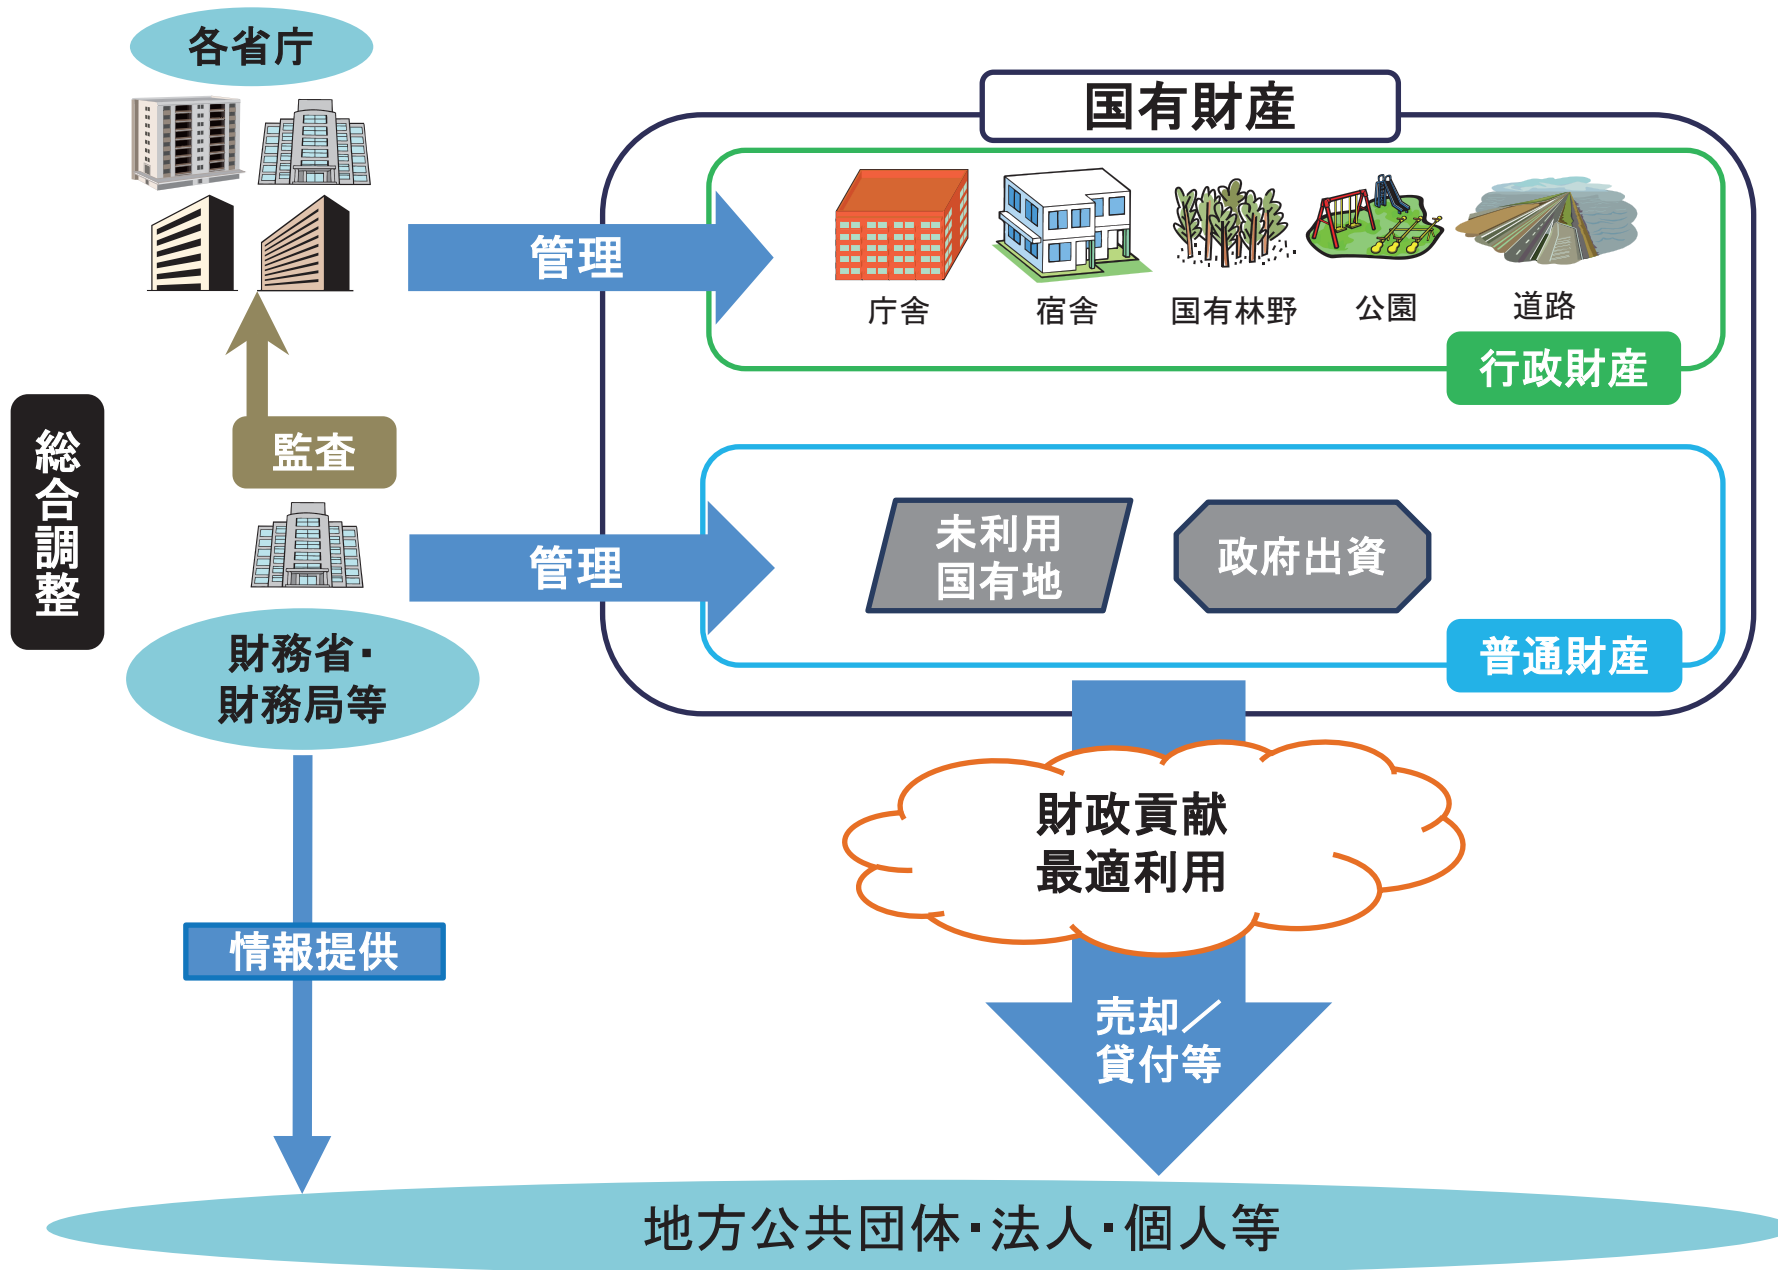 各省庁
国有財産
管理
庁舎
宿舎
国有林野
公園
道路
行政財産
総合調整
監査
管理
未利用
国有地
政府出資
普通財産
財務省・
財務局等
財政貢献
最適利用
情報提供
売却／
貸付等
地方公共団体・法人・個人等